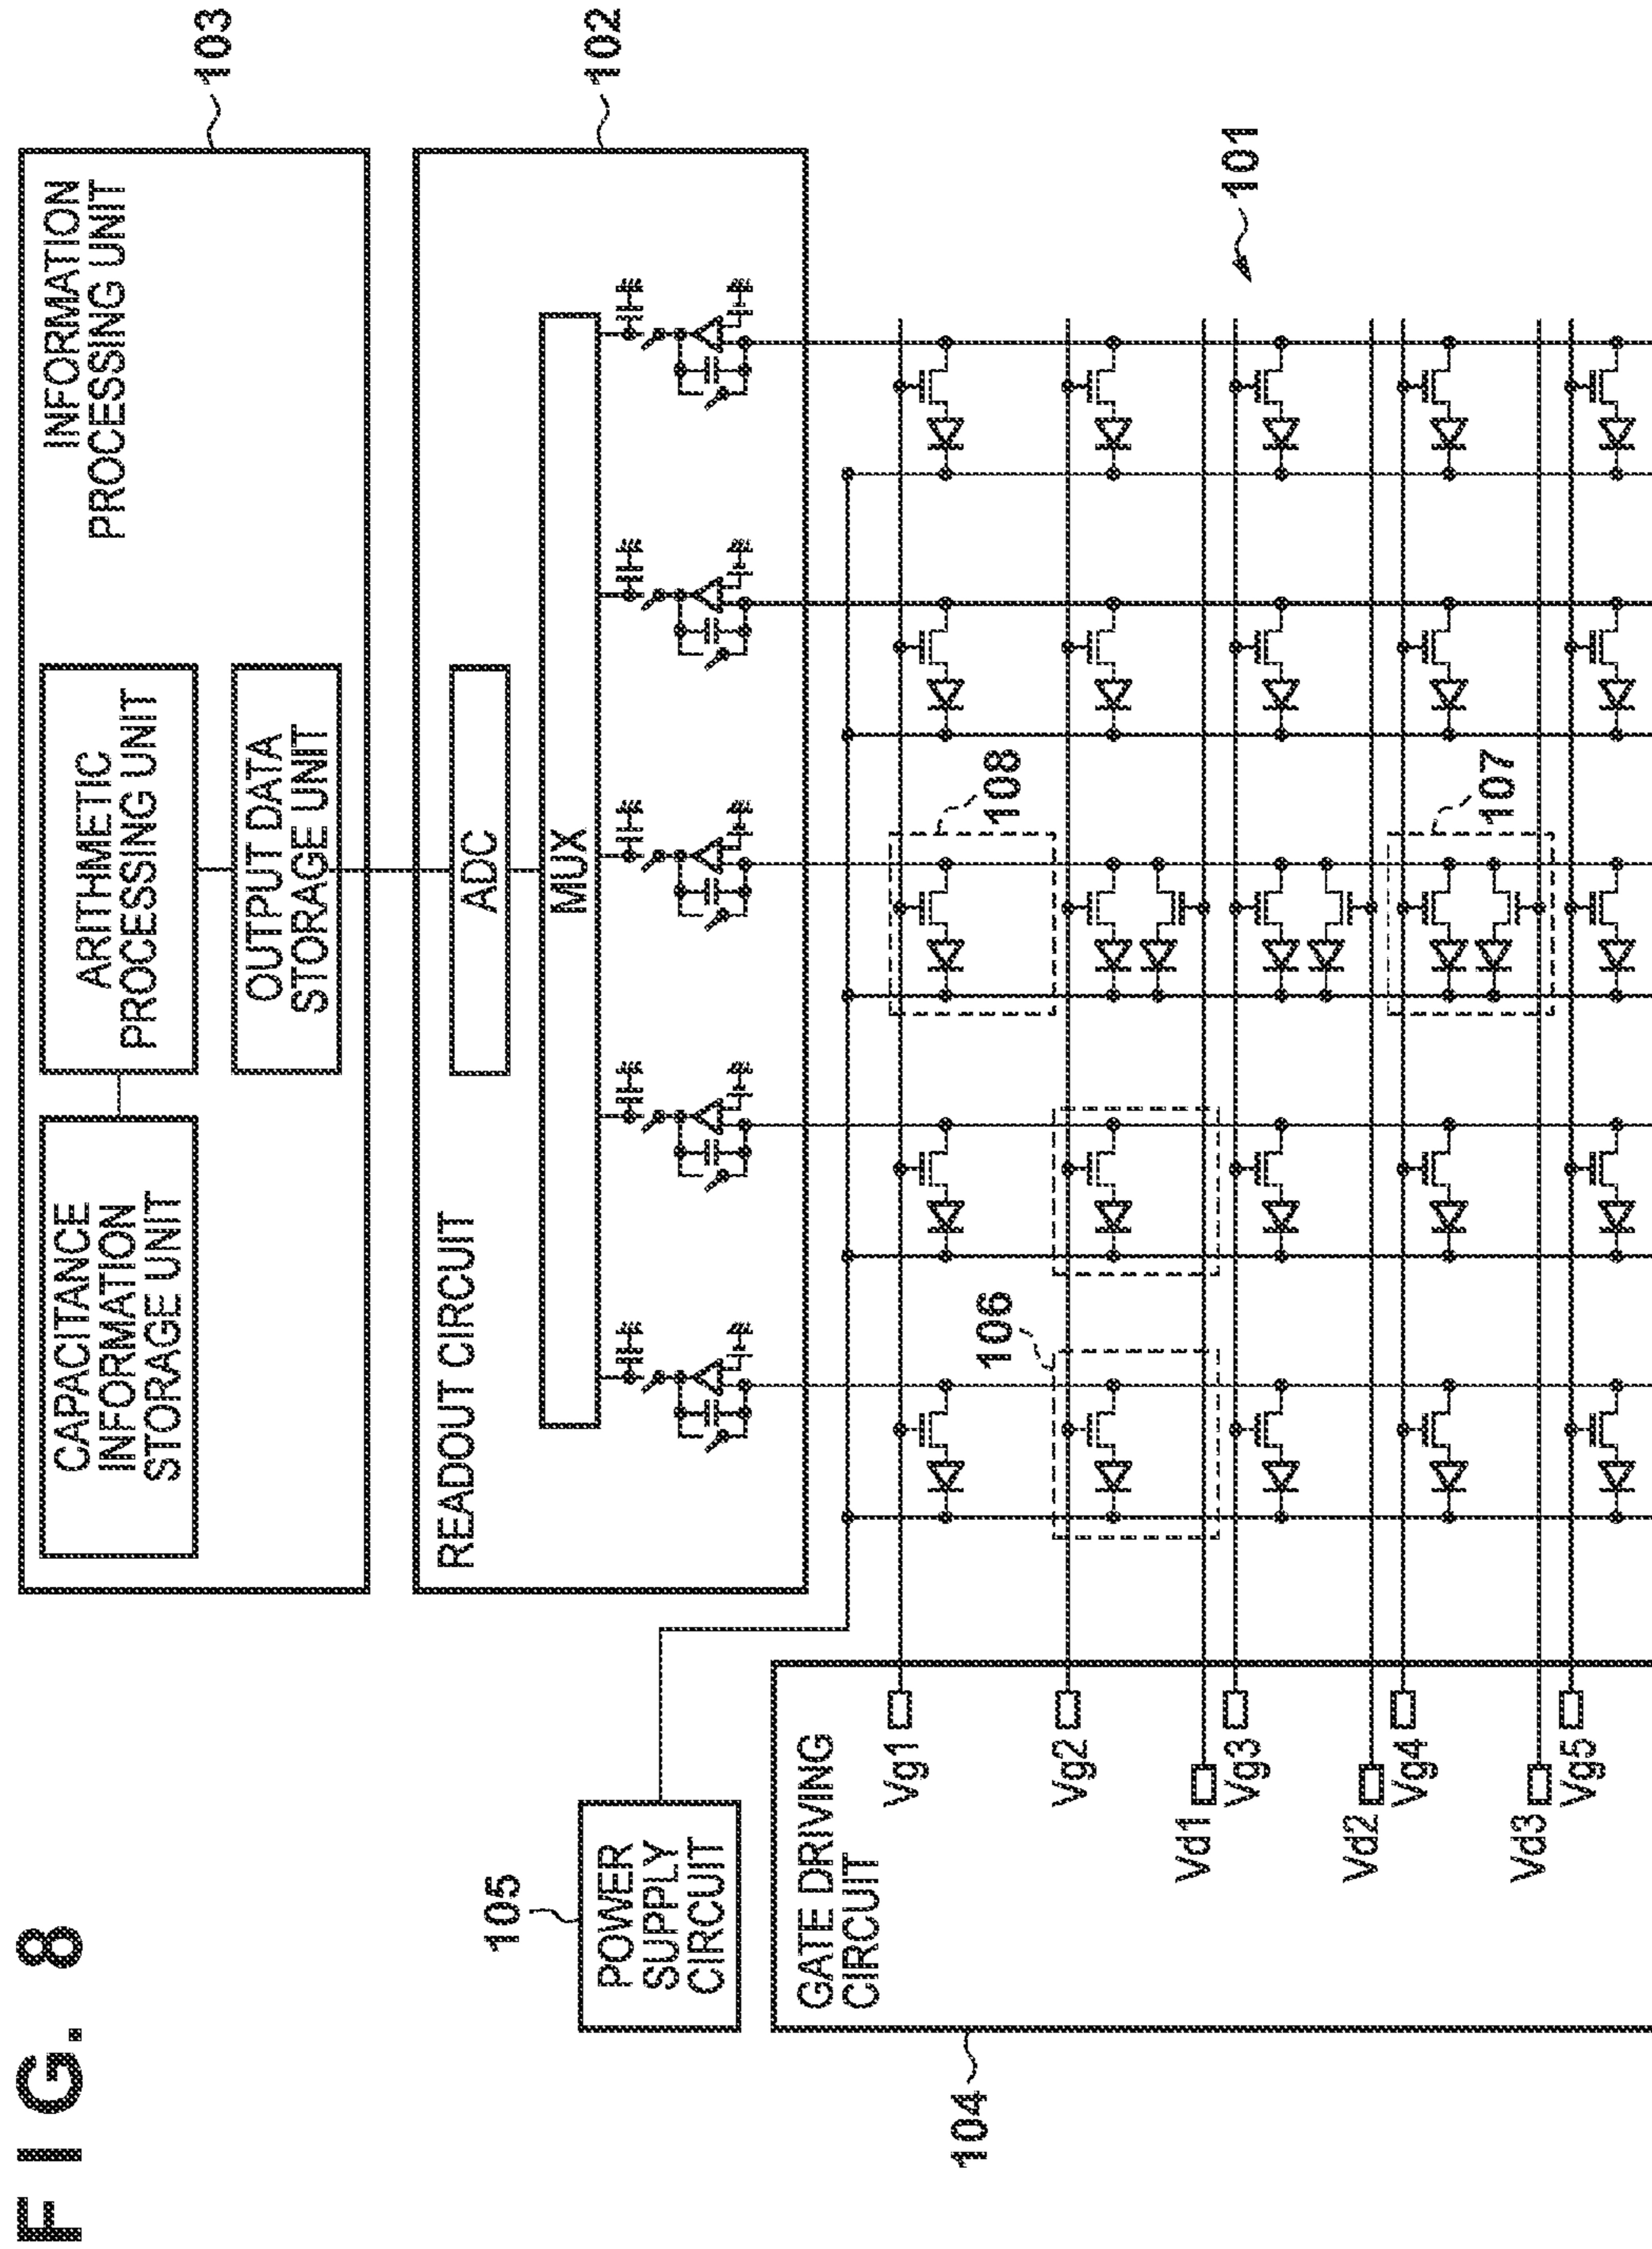 FIG. 8
CAPACITANCE
INFORMATION
STORAGE UNIT
ARITHMETIC
PROCESSING UNIT
OUTPUT DATA
STORAGE UNIT
INFORMATION
PROCESSING UNIT
103
READOUT CIRCUIT
ADC
MUX
102
105
POWER
SUPPLY
CIRCUIT
104
GATE DRIVING
CIRCUIT
Vg1
Vg2
Vd1
Vg3
Vd2
Vg4
Vd3
Vg5
106
108
107
101